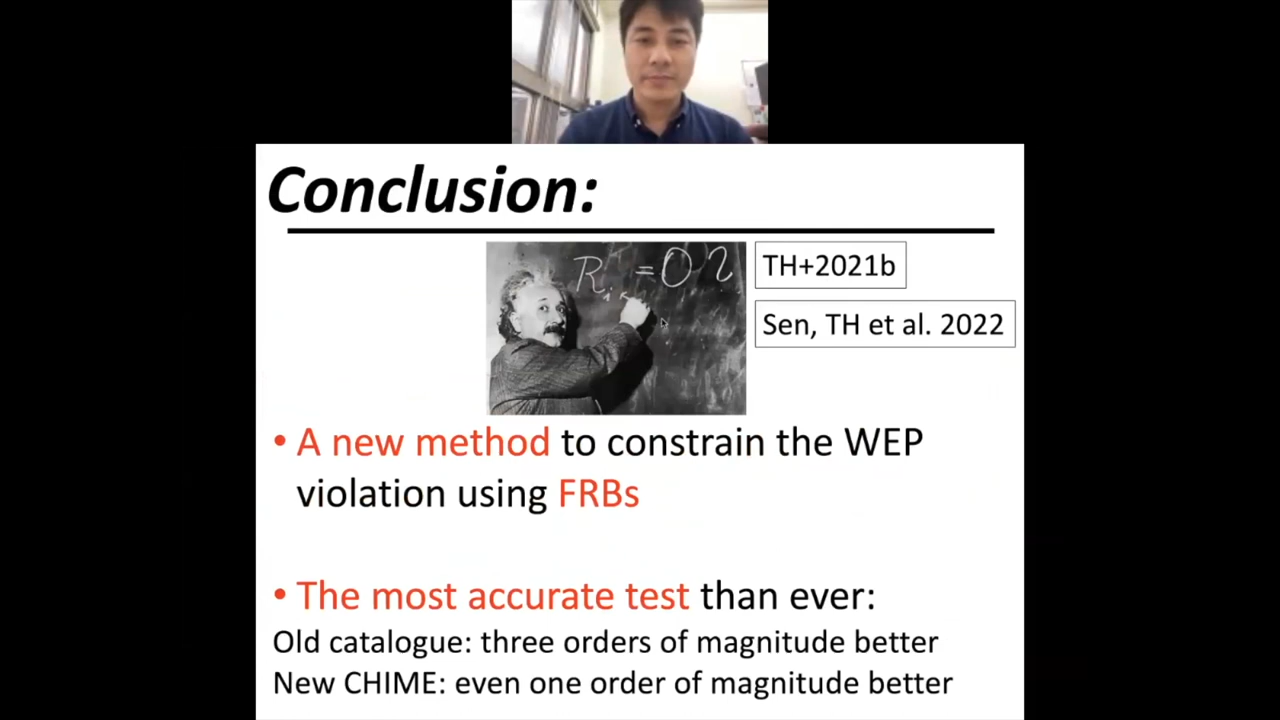 Conclusion:
R = 0 ?
TH+2021b
Sen, TH et al. 2022
• A new method to constrain the WEP
violation using FRBs
• The most accurate test than ever:
Old catalogue: three orders of magnitude better
New CHIME: even one order of magnitude better